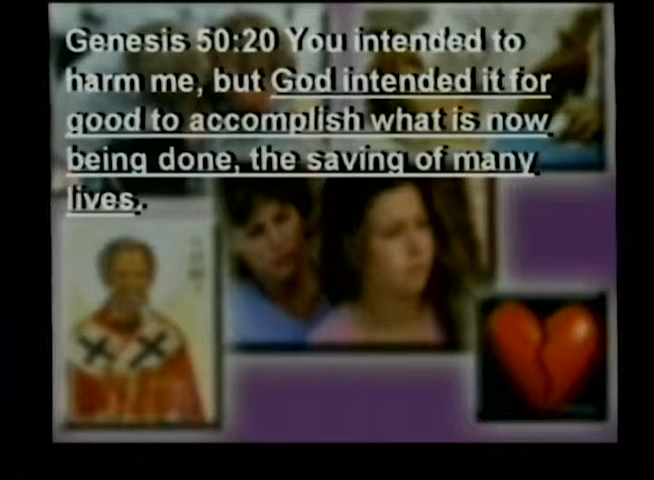 Genesis 50:20 You intended to
harm me, but God intended it for
good to accomplish what is now
being done, the saving of many
lives.